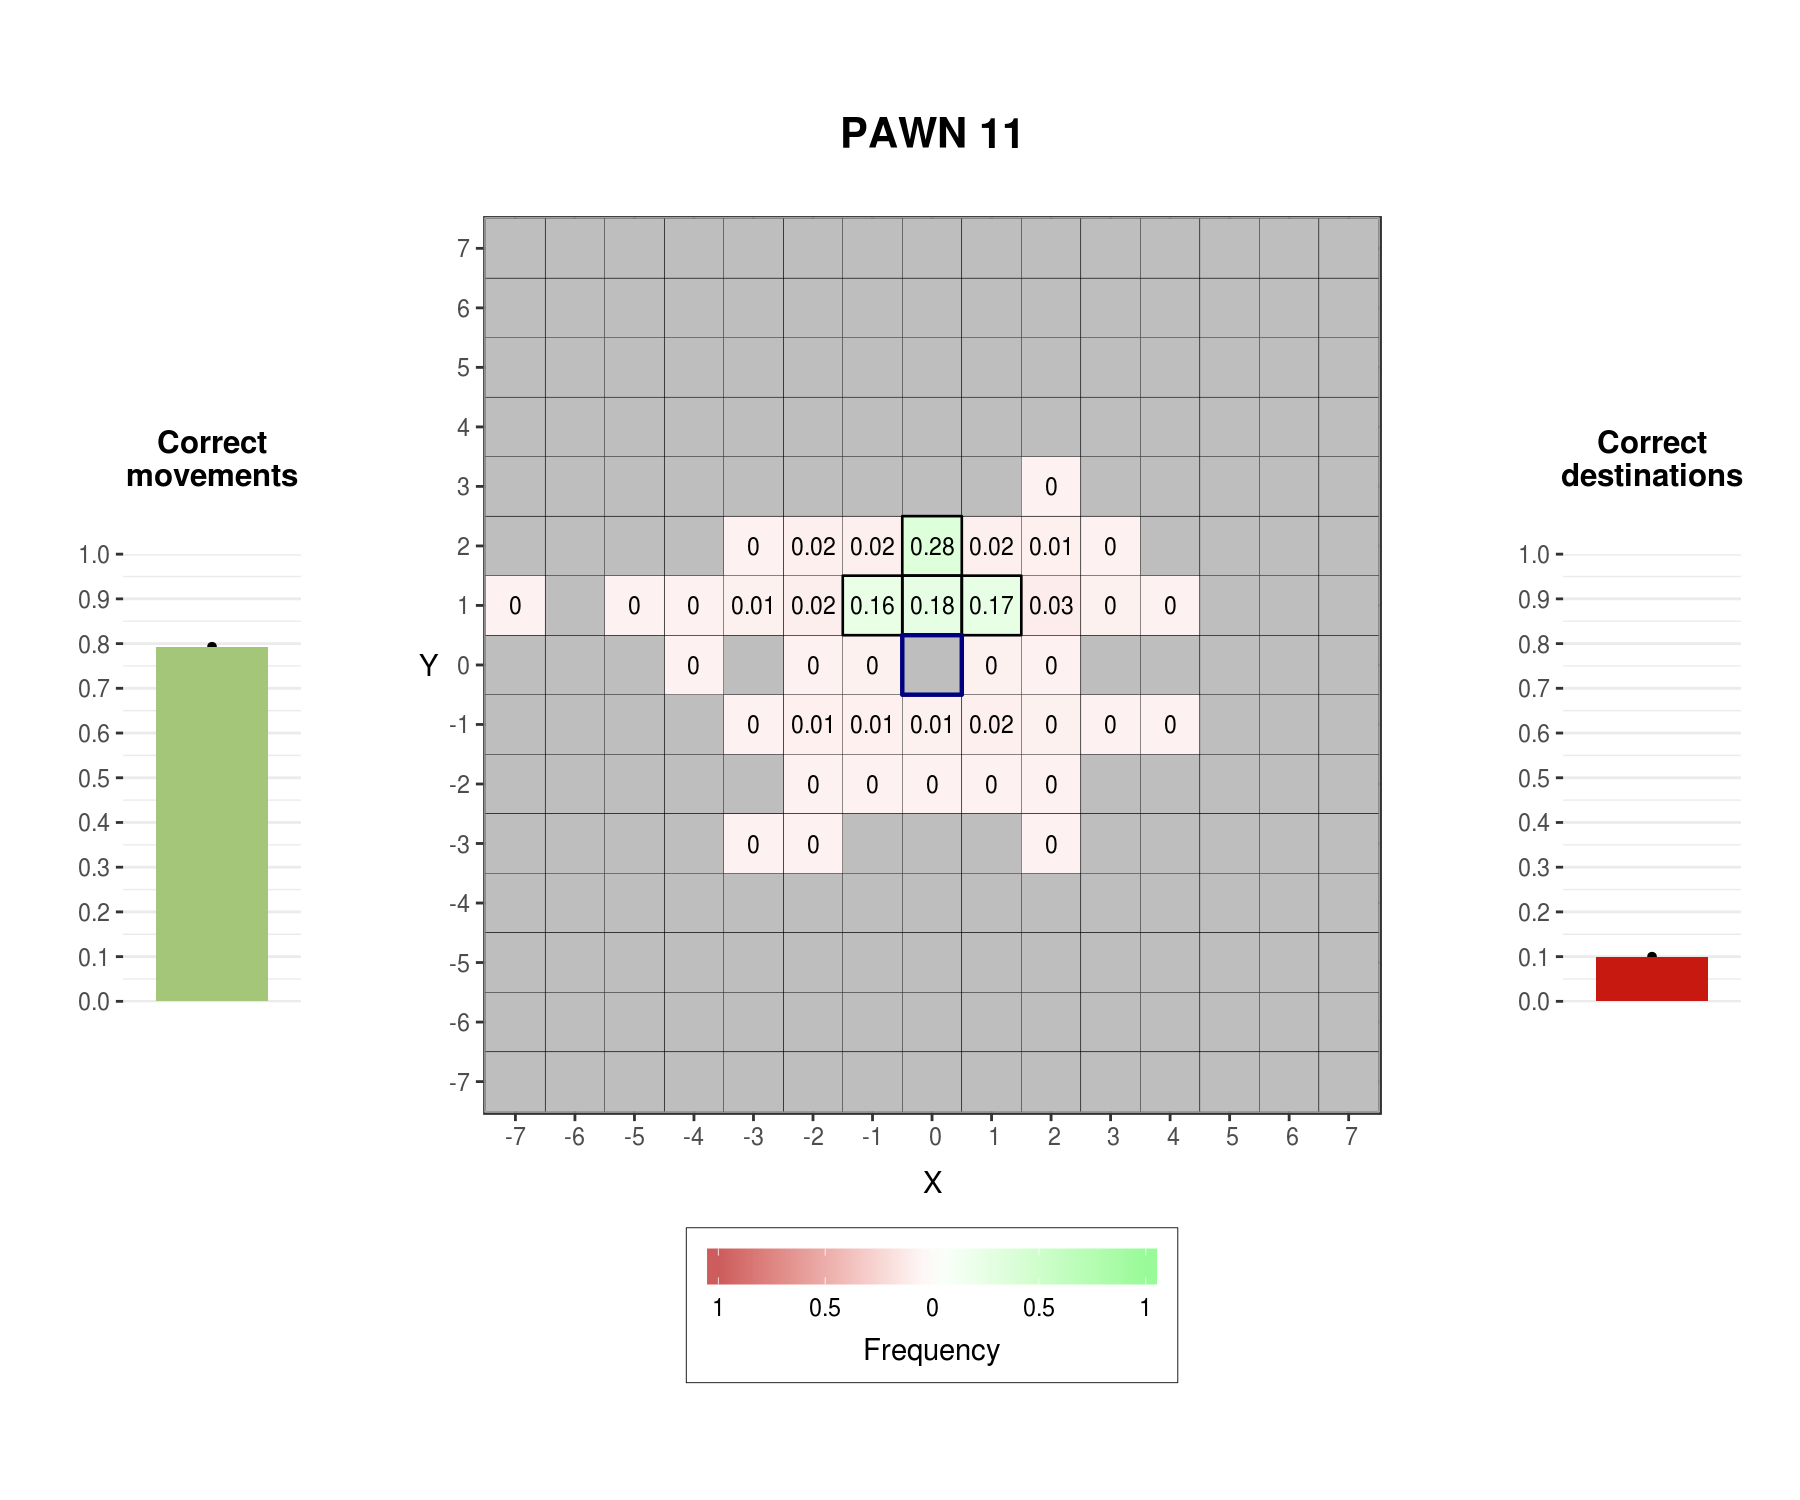 PAWN 11
Correct
movements
Correct
destinations
1.0
0.9
0.8
0.7
0.6
0.5
0.4
0.3
0.2
0.1
0.0
Y
7
6
5
4
3 0
2 0 0.02 0.02 0.28 0.02 0.01 0
1 0 0 0 0.01 0.02 0.16 0.18 0.17 0.03 0 0
0 0 0 0 0 0
-1 0 0.01 0.01 0.01 0.02 0 0 0
-2 0 0 0 0 0
-3 0 0 0
-4
-5
-6
-7
-7 -6 -5 -4 -3 -2 -1 0 1 2 3 4 5 6 7
X
1.0
0.9
0.8
0.7
0.6
0.5
0.4
0.3
0.2
0.1
0.0
1 0.5 0 0.5 1
Frequency